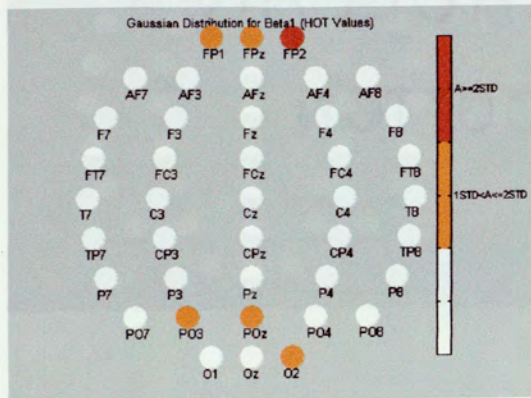 Gaussian Distribution for Beta1 (HOT Values)
FP1 FPz FP2
AF7 AF3 AFz AF4 AF8
A>=2STD
F7 F3 Fz F4 F8
FT7 FC3 FCz FC4 FT8
T7 C3 Cz C4 T8
1STD<A<=2STD
TP7 CP3 CPz CP4 TP8
P7 P3 Pz P4 P8
PO7 PO3 POz PO4 PO8
O1 Oz O2